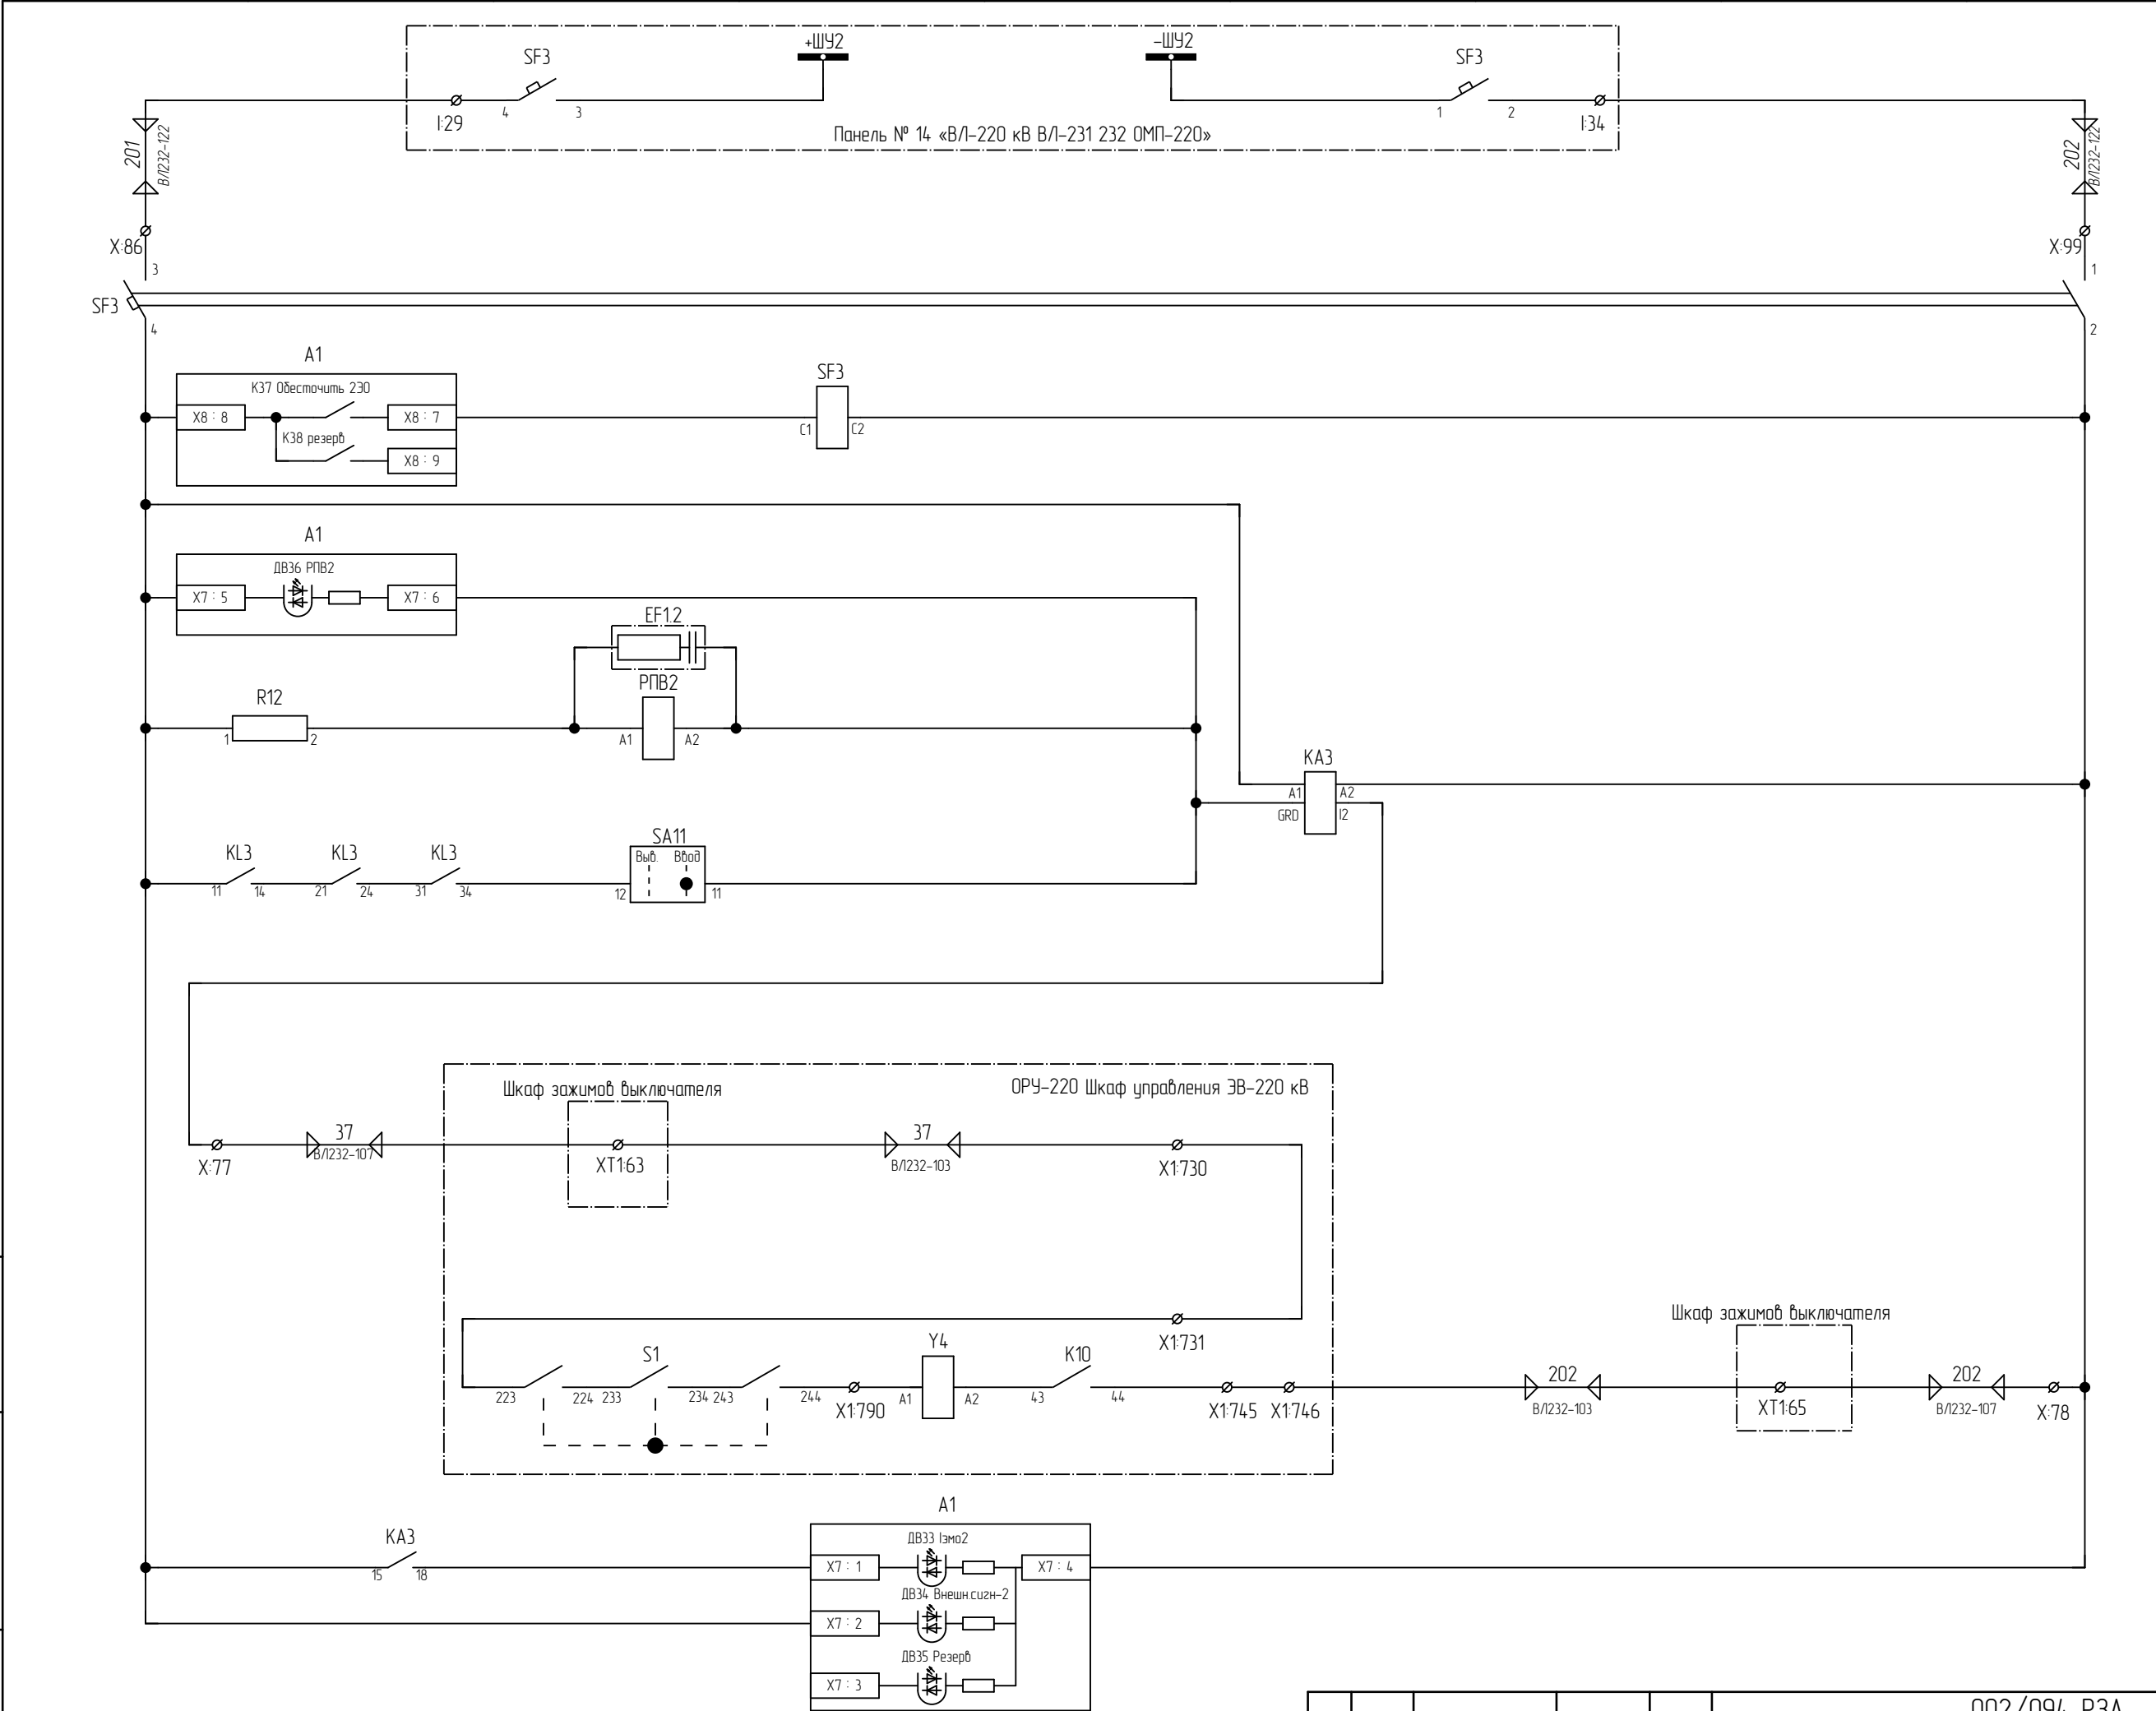 +ШУ2
-ШУ2
SF3
SF3
I:29
4
3
1
2
I:34
Панель № 14 «ВЛ-220 кВ ВЛ-231 232 ОМП-220»
201
ВЛ232-122
202
ВЛ232-122
X:86
X:99
3
1
SF3
4
2
A1
К37 Обесточить 2ЭО
X8 : 8
X8 : 7
К38 резерв
X8 : 9
SF3
C1
C2
A1
ДВ36 РПВ2
X7 : 5
X7 : 6
EF1.2
РПВ2
R12
1
2
A1
A2
KA3
A1
A2
GRD
I2
KL3
KL3
KL3
11
14
21
24
31
34
SA11
Выв.
Ввод
12
11
Шкаф зажимов выключателя
ОРУ-220 Шкаф управления ЭВ-220 кВ
X:77
37
ВЛ232-107
XT1:63
37
ВЛ232-103
X1:730
X1:731
Шкаф зажимов выключателя
S1
Y4
K10
223
224
233
234
243
244
X1:790
A1
A2
43
44
X1:745
X1:746
202
ВЛ232-103
XT1:65
202
ВЛ232-107
X:78
A1
KA3
15
18
ДВ33 Iэмо2
X7 : 1
X7 : 4
ДВ34 Внешн.сигн-2
X7 : 2
ДВ35 Резерв
X7 : 3
002/094 РЗА